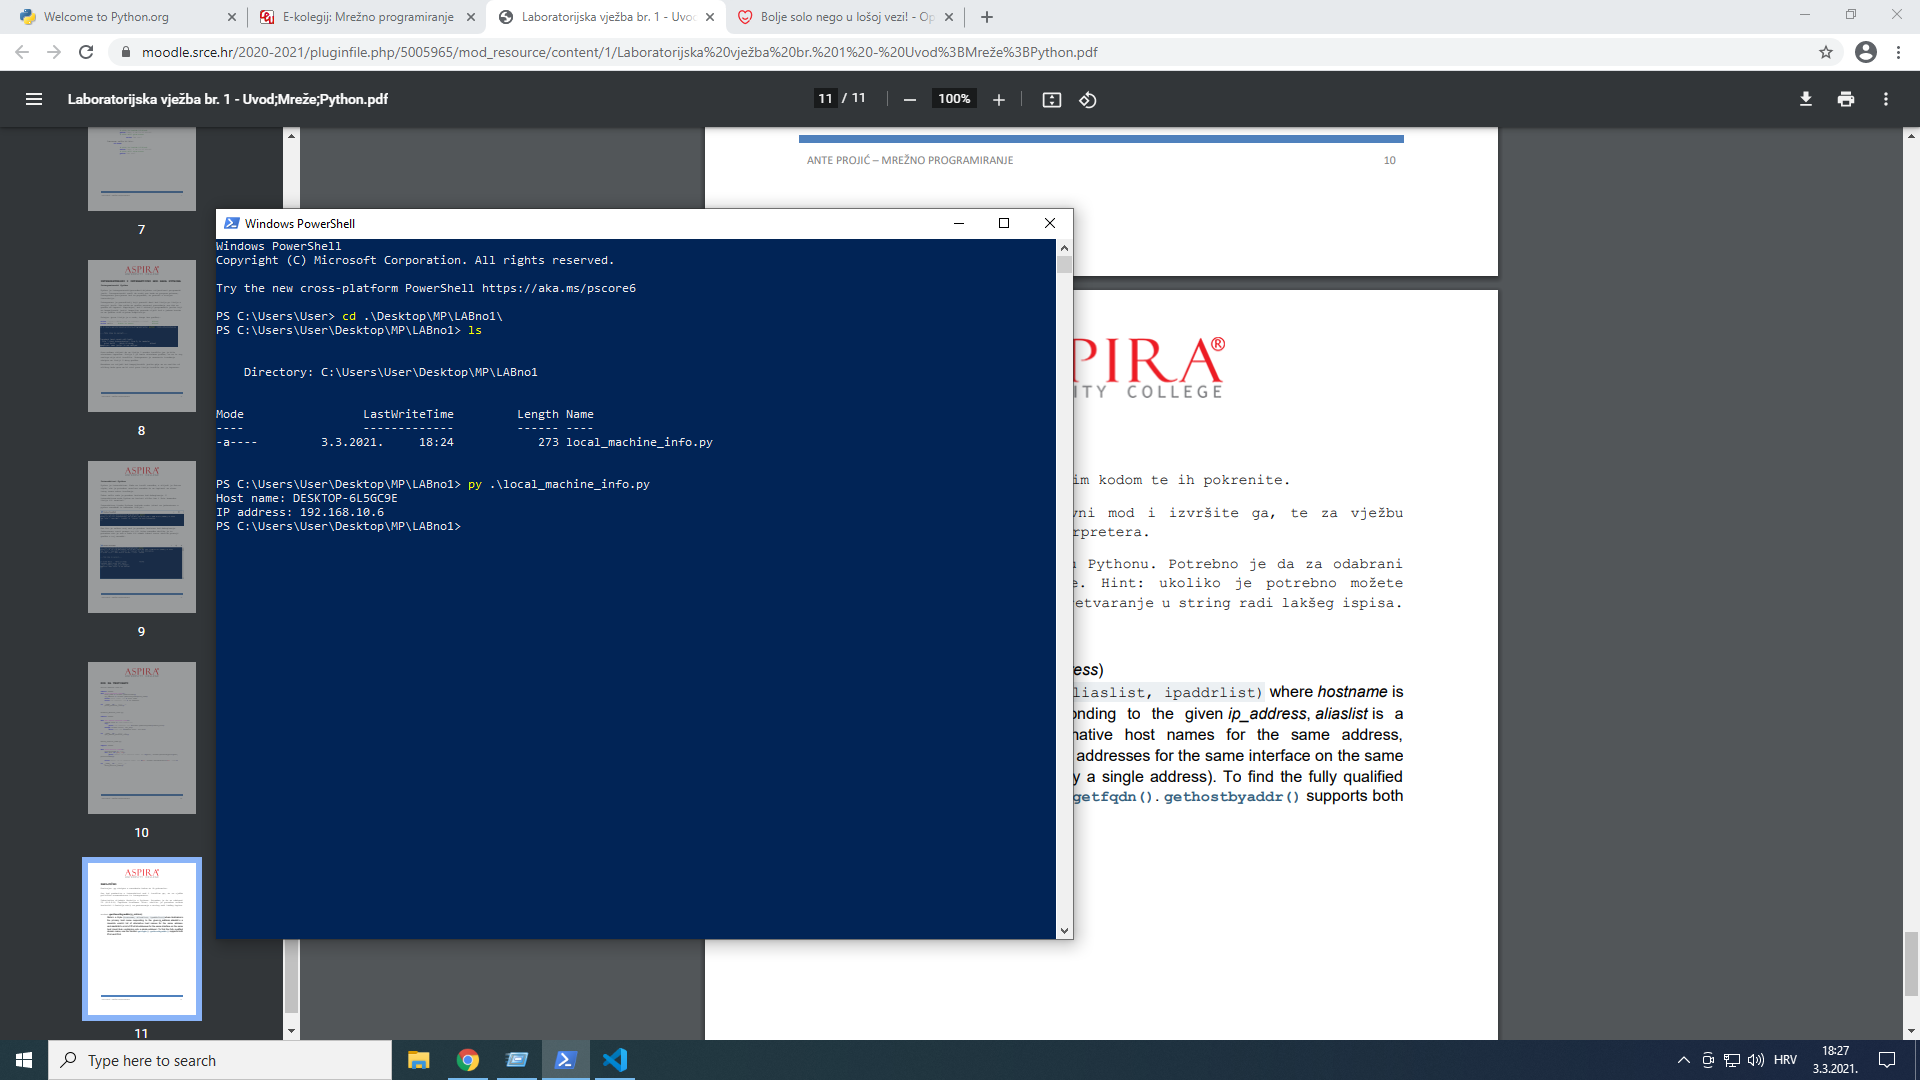 Welcome to Python.org
E-kolegij: Mrežno programiranje
Laboratorijska vježba br. 1 - Uvod
Bolje solo nego u lošoj vezi! - Op
moodle.srce.hr/2020-2021/pluginfile.php/5005965/mod_resource/content/1/Laboratorijska%20vježba%20br.%201%20-%20Uvod%3BMreže%3BPython.pdf
Laboratorijska vježba br. 1 - Uvod;Mreže;Python.pdf
11 / 11
100%
ANTE PROJIĆ – MREŽNO PROGRAMIRANJE 10
7
ASPIRA
8
ASPIRA
9
ASPIRA
10
ASPIRA
11
Windows PowerShell
Windows PowerShell
Copyright (C) Microsoft Corporation. All rights reserved.
Try the new cross-platform PowerShell https://aka.ms/pscore6
PS C:\Users\User> cd .\Desktop\MP\LABno1\
PS C:\Users\User\Desktop\MP\LABno1> ls
Directory: C:\Users\User\Desktop\MP\LABno1
Mode LastWriteTime Length Name
---- ------------- ------ ----
-a---- 3.3.2021. 18:24 273 local_machine_info.py
PS C:\Users\User\Desktop\MP\LABno1> py .\local_machine_info.py
Host name: DESKTOP-6L5GC9E
IP address: 192.168.10.6
PS C:\Users\User\Desktop\MP\LABno1>
PIRA®
ITY COLLEGE
im kodom te ih pokrenite.
vni mod i izvršite ga, te za vježbu
rpretera.
u Pythonu. Potrebno je da za odabrani
e. Hint: ukoliko je potrebno možete
etvaranje u string radi lakšeg ispisa.
ess)
liaslist, ipaddrlist) where hostname is
onding to the given ip_address, aliaslist is a
native host names for the same address,
addresses for the same interface on the same
y a single address). To find the fully qualified
getfqdn(). gethostbyaddr() supports both
Type here to search
HRV
18:27
3.3.2021.